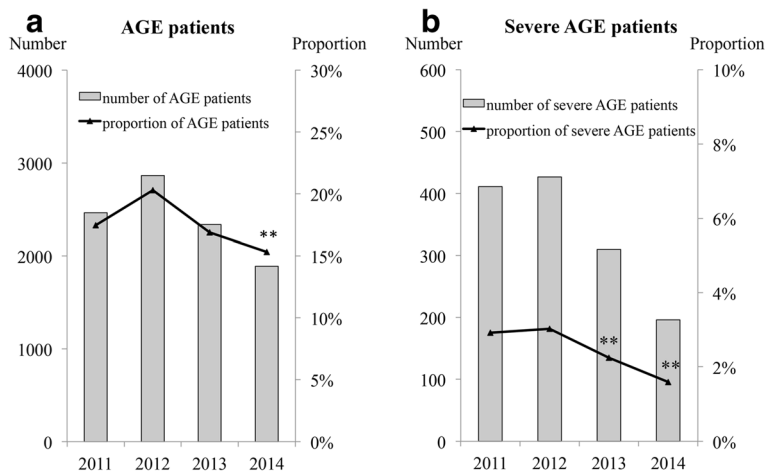 a AGE patients
Number Proportion
4000 30%
number of AGE patients
proportion of AGE patients
25%
3000
20%
**
2000 15%
10%
1000
5%
0 0%
2011 2012 2013 2014
b Severe AGE patients
Number Proportion
600 10%
number of severe AGE patients
proportion of severe AGE patients
500
8%
400
6%
300
4%
200
**
**
2%
100
0 0%
2011 2012 2013 2014